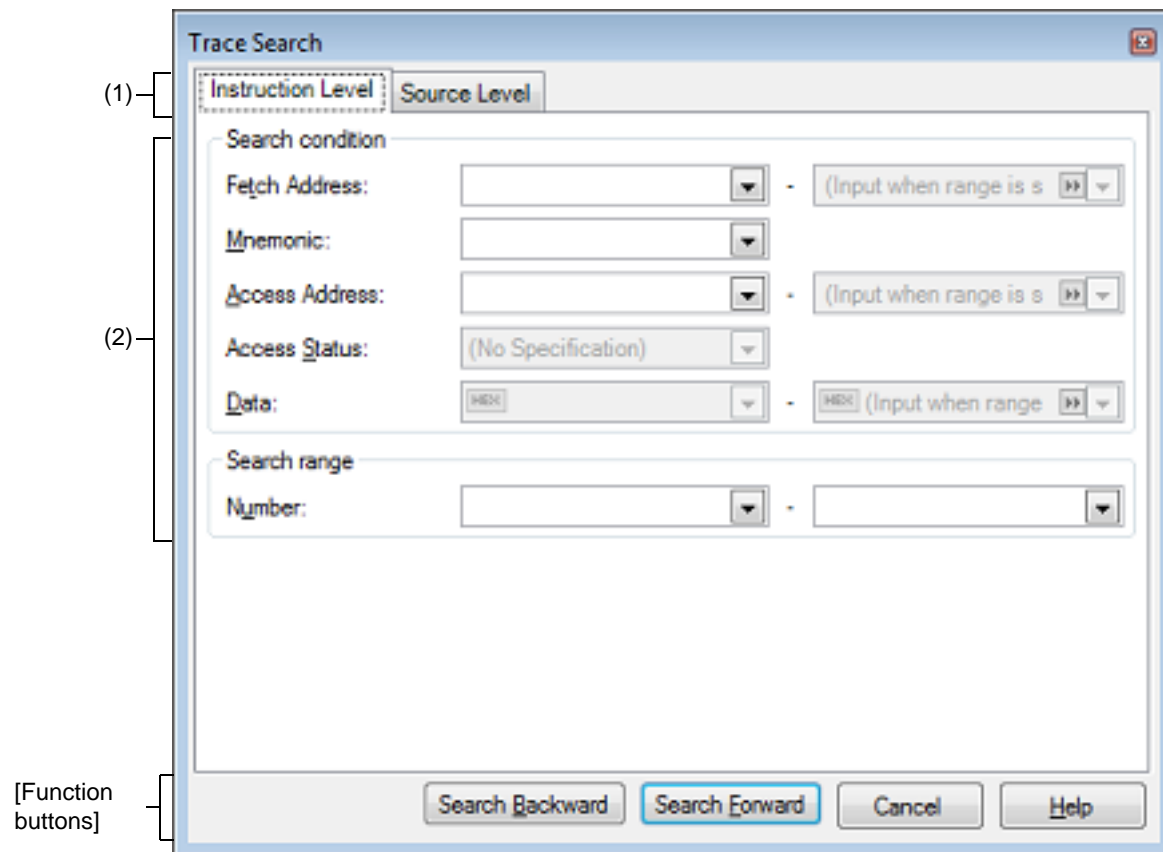 Trace Search
(1)
Instruction Level Source Level
Search condition
Fetch Address: - (Input when range is s
Mnemonic:
Access Address: - (Input when range is s
(2)
Access Status: (No Specification)
Data: HEX - HEX (Input when range
Search range
Number: -
[Function
buttons]
Search Backward Search Forward Cancel Help